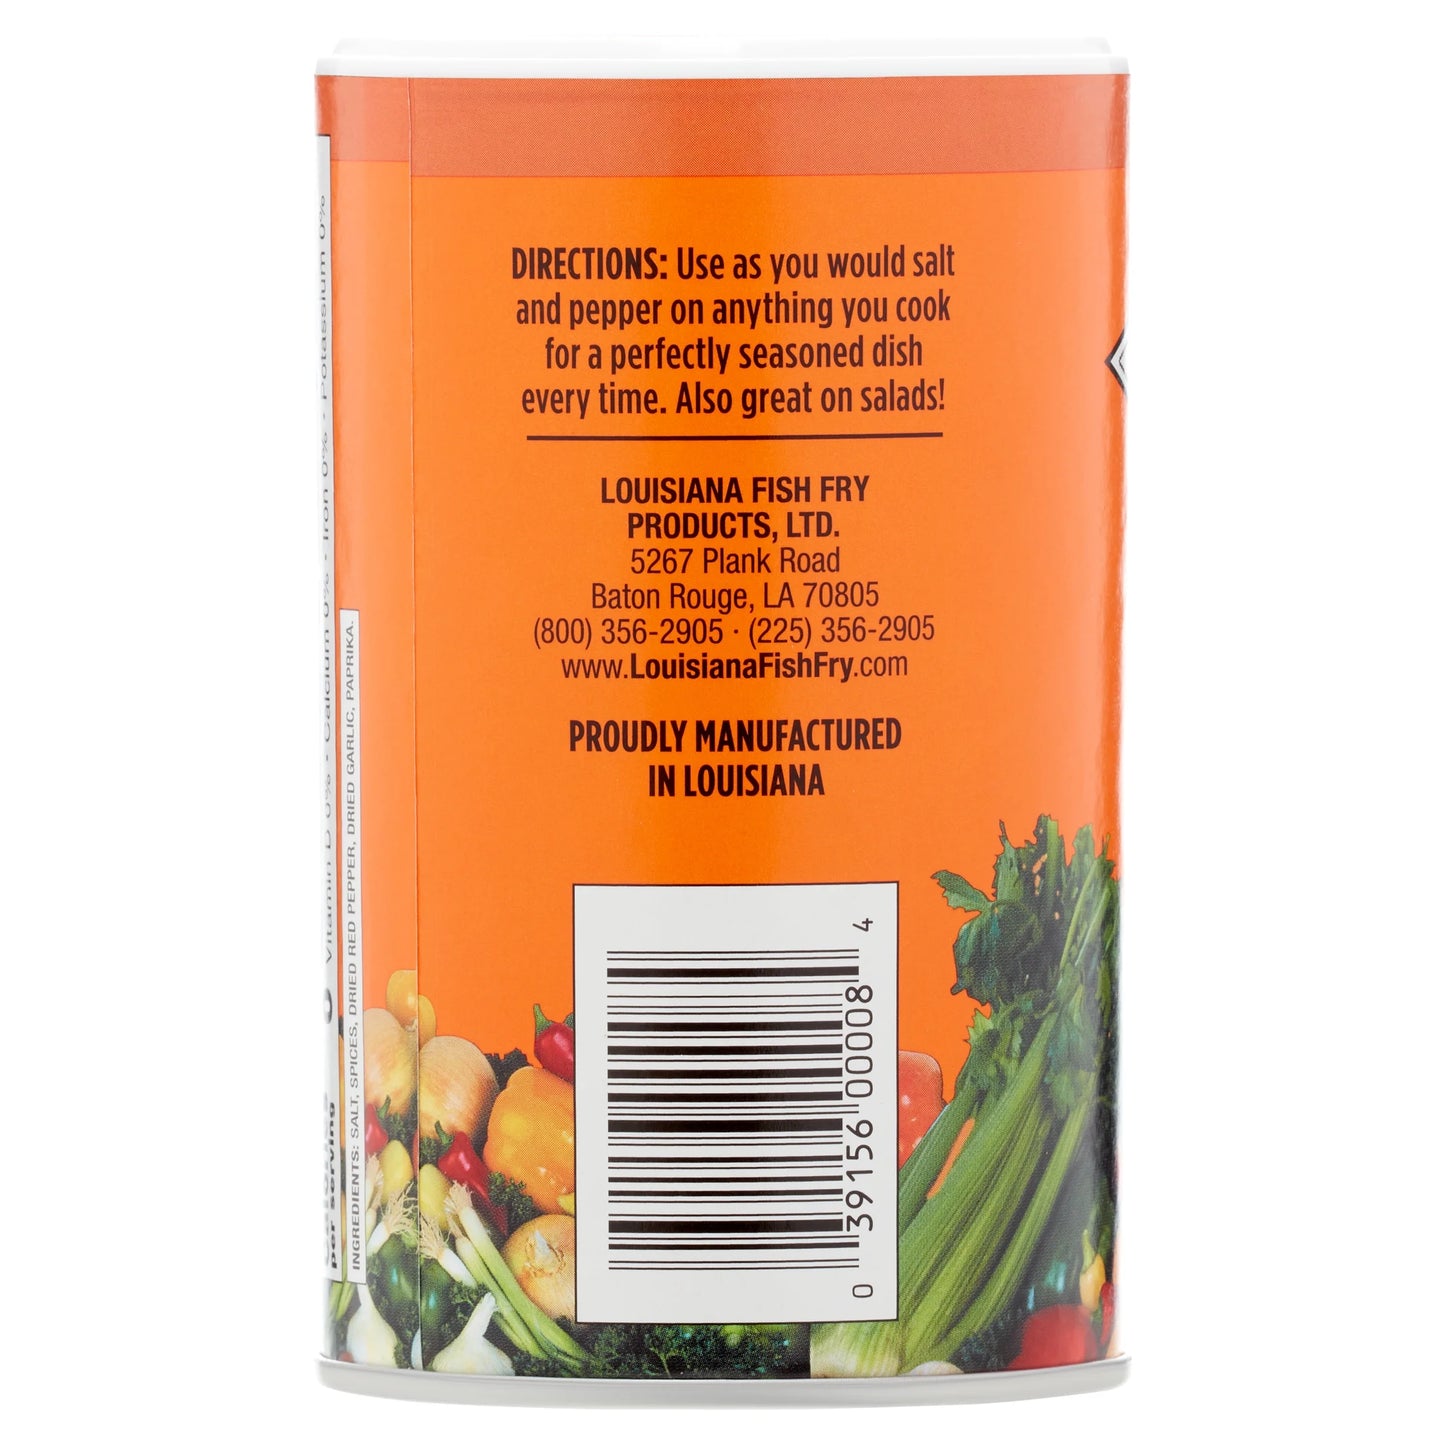 DIRECTIONS: Use as you would salt
and pepper on anything you cook
for a perfectly seasoned dish
every time. Also great on salads!
LOUISIANA FISH FRY
PRODUCTS, LTD.
5267 Plank Road
Baton Rouge, LA 70805
(800) 356-2905 · (225) 356-2905
www.LouisianaFishFry.com
PROUDLY MANUFACTURED
IN LOUISIANA
0 39156 00008 4
Vitamin D 0% • Calcium 0% • Iron 0% • Potassium 0%
per serving
INGREDIENTS: SALT, SPICES, DRIED RED PEPPER, DRIED GARLIC, PAPRIKA.